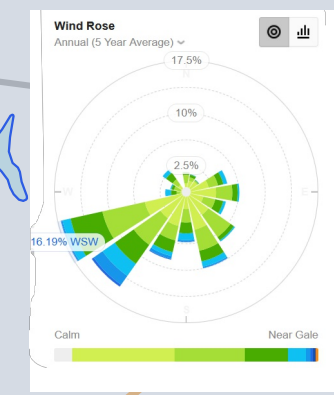 Wind Rose
Annual (5 Year Average)
17.5%
N
10%
2.5%
W
E
16.19% WSW
S
Calm
Near Gale